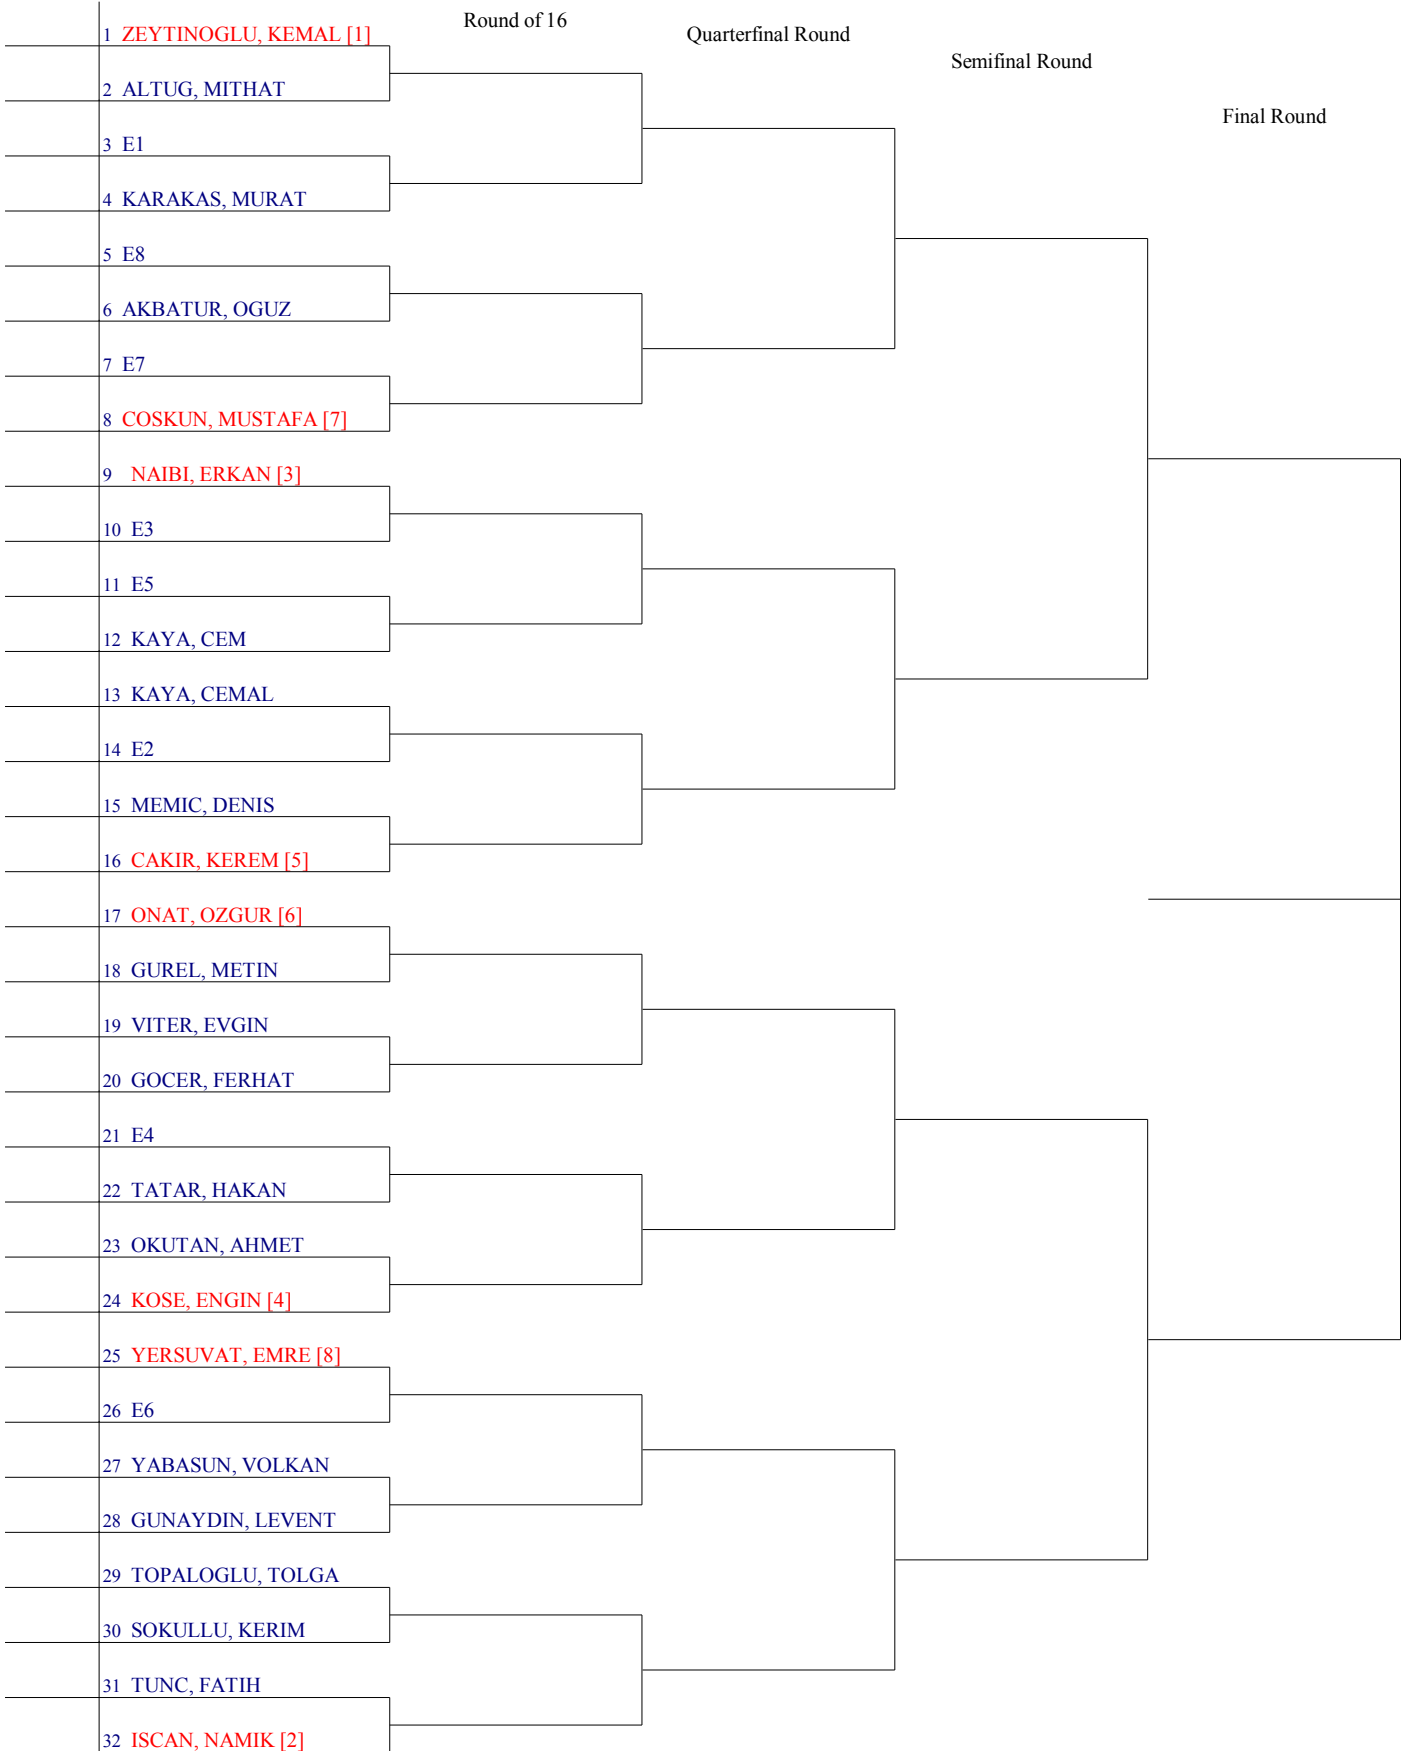 Round of 16
Quarterfinal Round
Semifinal Round
Final Round
1 ZEYTINOGLU, KEMAL [1]
2 ALTUG, MITHAT
3 E1
4 KARAKAS, MURAT
5 E8
6 AKBATUR, OGUZ
7 E7
8 COSKUN, MUSTAFA [7]
9 NAIBI, ERKAN [3]
10 E3
11 E5
12 KAYA, CEM
13 KAYA, CEMAL
14 E2
15 MEMIC, DENIS
16 CAKIR, KEREM [5]
17 ONAT, OZGUR [6]
18 GUREL, METIN
19 VITER, EVGIN
20 GOCER, FERHAT
21 E4
22 TATAR, HAKAN
23 OKUTAN, AHMET
24 KOSE, ENGIN [4]
25 YERSUVAT, EMRE [8]
26 E6
27 YABASUN, VOLKAN
28 GUNAYDIN, LEVENT
29 TOPALOGLU, TOLGA
30 SOKULLU, KERIM
31 TUNC, FATIH
32 ISCAN, NAMIK [2]